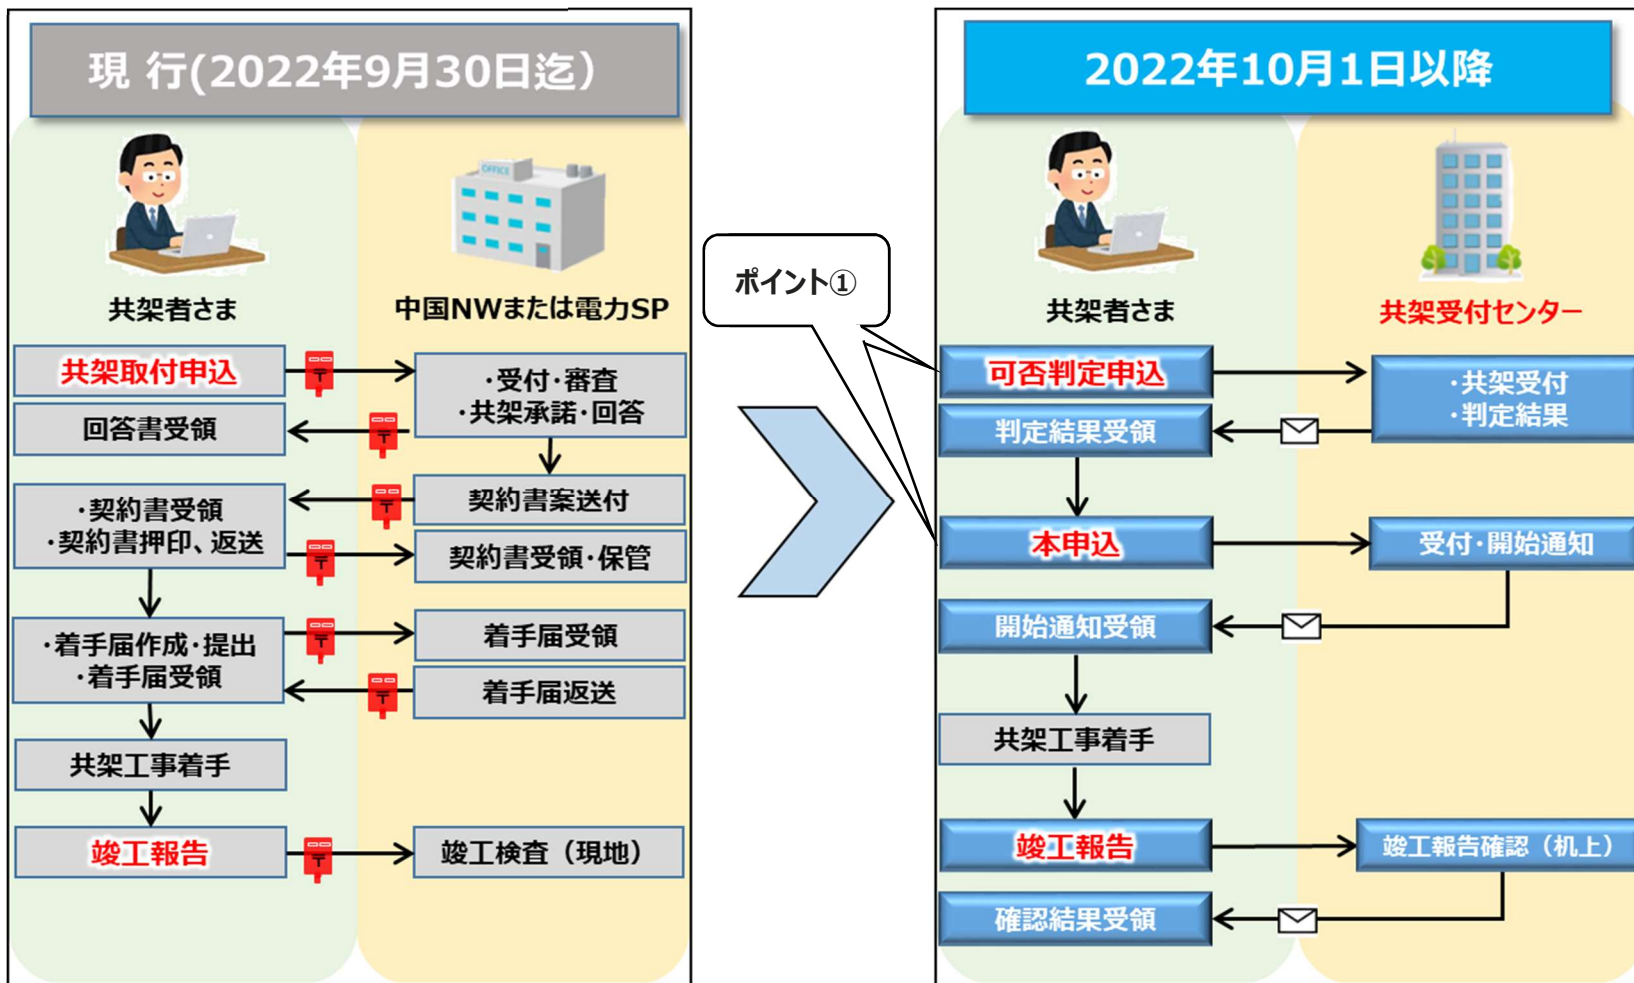 現 行(2022年9月30日迄）
OFFICE
共架者さま
中国NWまたは電力SP
共架取付申込
・受付・審査
・共架承諾・回答
回答書受領
契約書案送付
・契約書受領
・契約書押印、返送
契約書受領・保管
・着手届作成・提出
・着手届受領
着手届受領
着手届返送
共架工事着手
竣工報告
竣工検査（現地）
ポイント①
2022年10月1日以降
共架者さま
共架受付センター
可否判定申込
・共架受付
・判定結果
判定結果受領
本申込
受付・開始通知
開始通知受領
共架工事着手
竣工報告
竣工報告確認（机上）
確認結果受領